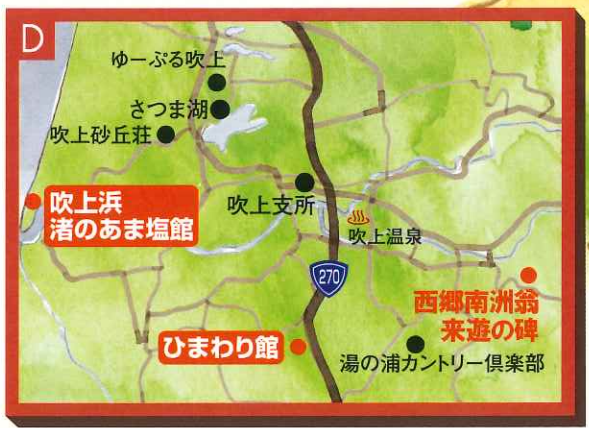 D
ゆーぷる吹上
さつま湖
吹上砂丘荘
吹上浜
渚のあま塩館
吹上支所
吹上温泉
270
西郷南洲翁
来遊の碑
ひまわり館
湯の浦カントリー倶楽部